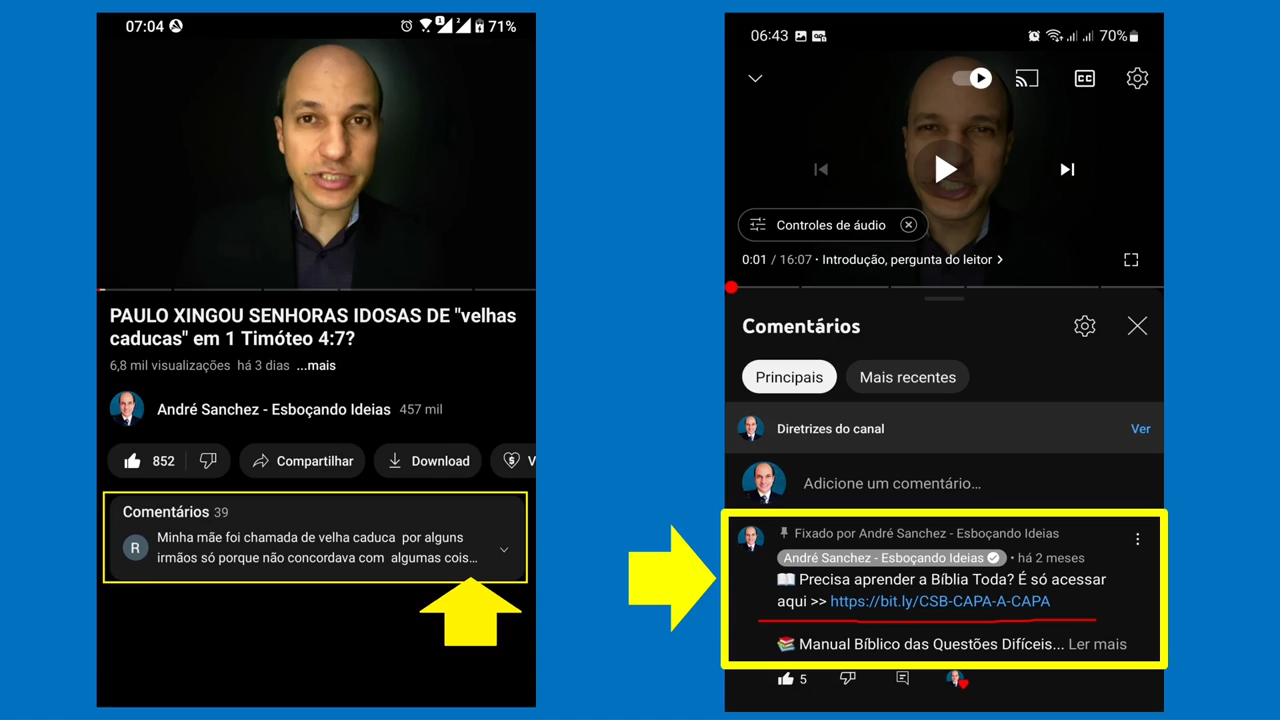 07:04
1
2
71%
PAULO XINGOU SENHORAS IDOSAS DE "velhas
caducas" em 1 Timóteo 4:7?
6,8 mil visualizações há 3 dias ...mais
André Sanchez - Esboçando Ideias 457 mil
852
Compartilhar
Download
V
Comentários 39
R
Minha mãe foi chamada de velha caduca por alguns
irmãos só porque não concordava com algumas cois...
06:43
70%
CC
Controles de áudio
0:01 / 16:07 · Introdução, pergunta do leitor >
Comentários
Principais
Mais recentes
Diretrizes do canal
Ver
Adicione um comentário...
Fixado por André Sanchez - Esboçando Ideias
André Sanchez - Esboçando Ideias • há 2 meses
📖 Precisa aprender a Bíblia Toda? É só acessar
aqui >> https://bit.ly/CSB-CAPA-A-CAPA
📚 Manual Bíblico das Questões Difíceis... Ler mais
5